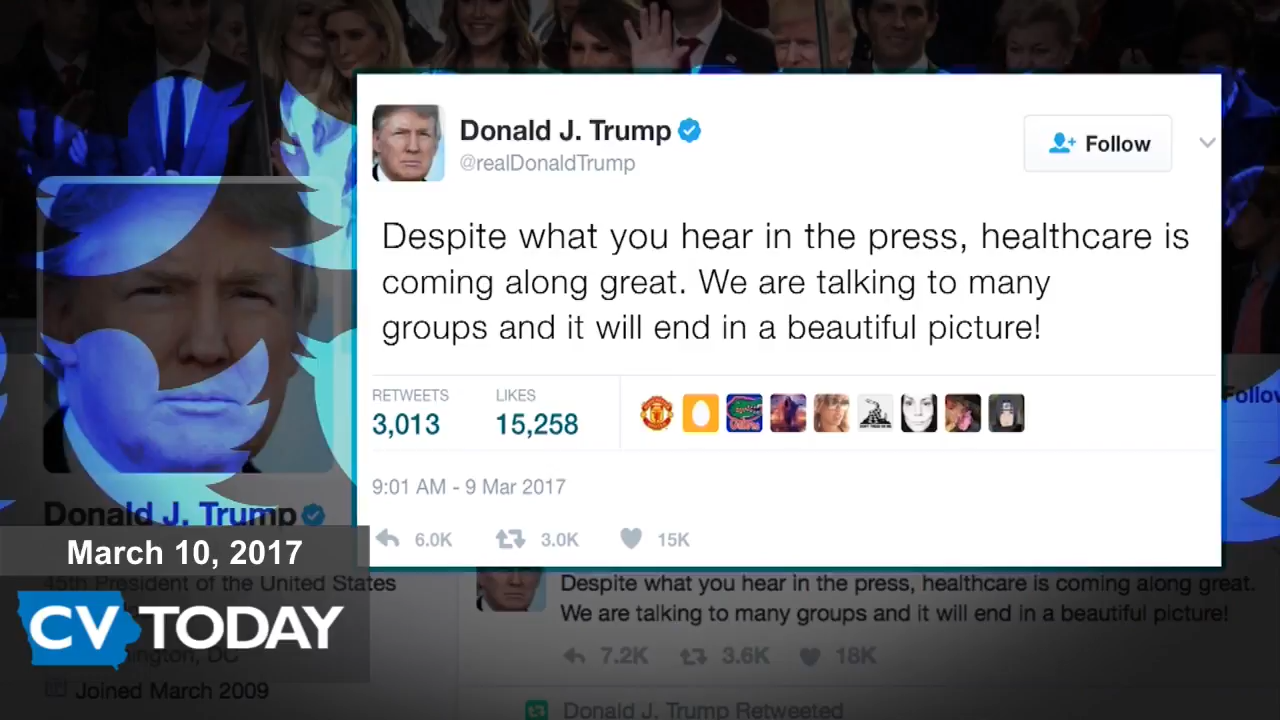 Donald J. Trump
@realDonaldTrump
Follow
Despite what you hear in the press, healthcare is
coming along great. We are talking to many
groups and it will end in a beautiful picture!
RETWEETS
3,013
LIKES
15,258
9:01 AM - 9 Mar 2017
6.0K
3.0K
15K
Follow
Donald J. Trump
March 10, 2017
45th President of the United States
CV TODAY
Joined March 2009
Despite what you hear in the press, healthcare is coming along great.
We are talking to many groups and it will end in a beautiful picture!
7.2K
3.6K
18K
Donald J. Trump Retweeted